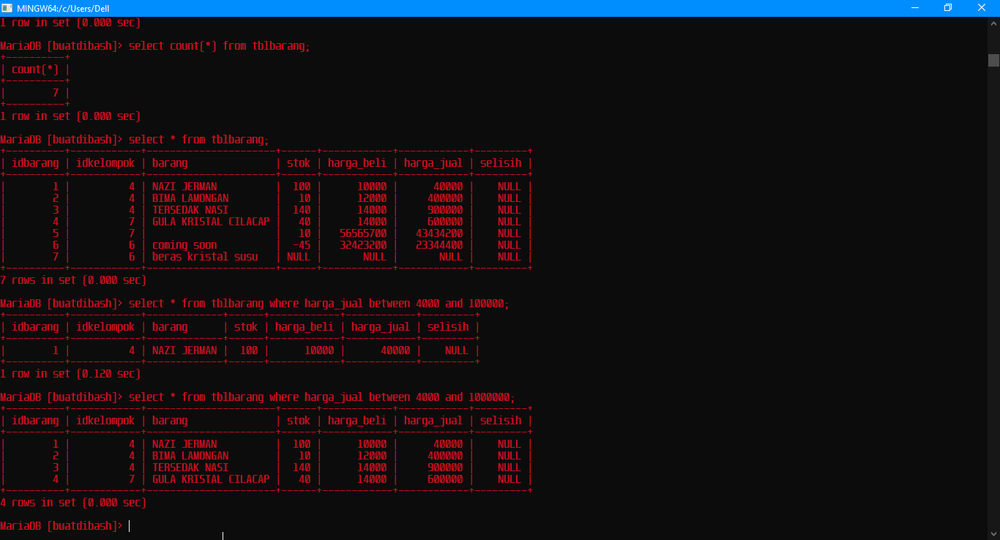 MINGW64:/c/Users/Dell
1 row in set (0.000 sec)
MariaDB [buatdibash]> select count(*) from tblbarang;
+----------+
| count(*) |
+----------+
|        7 |
+----------+
1 row in set (0.000 sec)
MariaDB [buatdibash]> select * from tblbarang;
+----------+------------+----------------------+------+------------+------------+---------+
| idbarang | idkelompok | barang               | stok | harga_beli | harga_jual | selisih |
+----------+------------+----------------------+------+------------+------------+---------+
|        1 |          4 | NAZI JERMAN          |  100 |      10000 |      40000 |    NULL |
|        2 |          4 | BIMA LAMONGAN        |   10 |      12000 |     400000 |    NULL |
|        3 |          4 | TERSEDAK NASI        |  140 |      14000 |     900000 |    NULL |
|        4 |          7 | GULA KRISTAL CILACAP |   40 |      14000 |     600000 |    NULL |
|        5 |          7 |                      |   10 |   56565700 |   43434200 |    NULL |
|        6 |          6 | coming soon          |  -45 |   32423200 |   23344400 |    NULL |
|        7 |          6 | beras kristal susu   | NULL |       NULL |       NULL |    NULL |
+----------+------------+----------------------+------+------------+------------+---------+
7 rows in set (0.000 sec)
MariaDB [buatdibash]> select * from tblbarang where harga_jual between 4000 and 100000;
+----------+------------+-------------+------+------------+------------+---------+
| idbarang | idkelompok | barang      | stok | harga_beli | harga_jual | selisih |
+----------+------------+-------------+------+------------+------------+---------+
|        1 |          4 | NAZI JERMAN |  100 |      10000 |      40000 |    NULL |
+----------+------------+-------------+------+------------+------------+---------+
1 row in set (0.120 sec)
MariaDB [buatdibash]> select * from tblbarang where harga_jual between 4000 and 1000000;
+----------+------------+----------------------+------+------------+------------+---------+
| idbarang | idkelompok | barang               | stok | harga_beli | harga_jual | selisih |
+----------+------------+----------------------+------+------------+------------+---------+
|        1 |          4 | NAZI JERMAN          |  100 |      10000 |      40000 |    NULL |
|        2 |          4 | BIMA LAMONGAN        |   10 |      12000 |     400000 |    NULL |
|        3 |          4 | TERSEDAK NASI        |  140 |      14000 |     900000 |    NULL |
|        4 |          7 | GULA KRISTAL CILACAP |   40 |      14000 |     600000 |    NULL |
+----------+------------+----------------------+------+------------+------------+---------+
4 rows in set (0.000 sec)
MariaDB [buatdibash]>